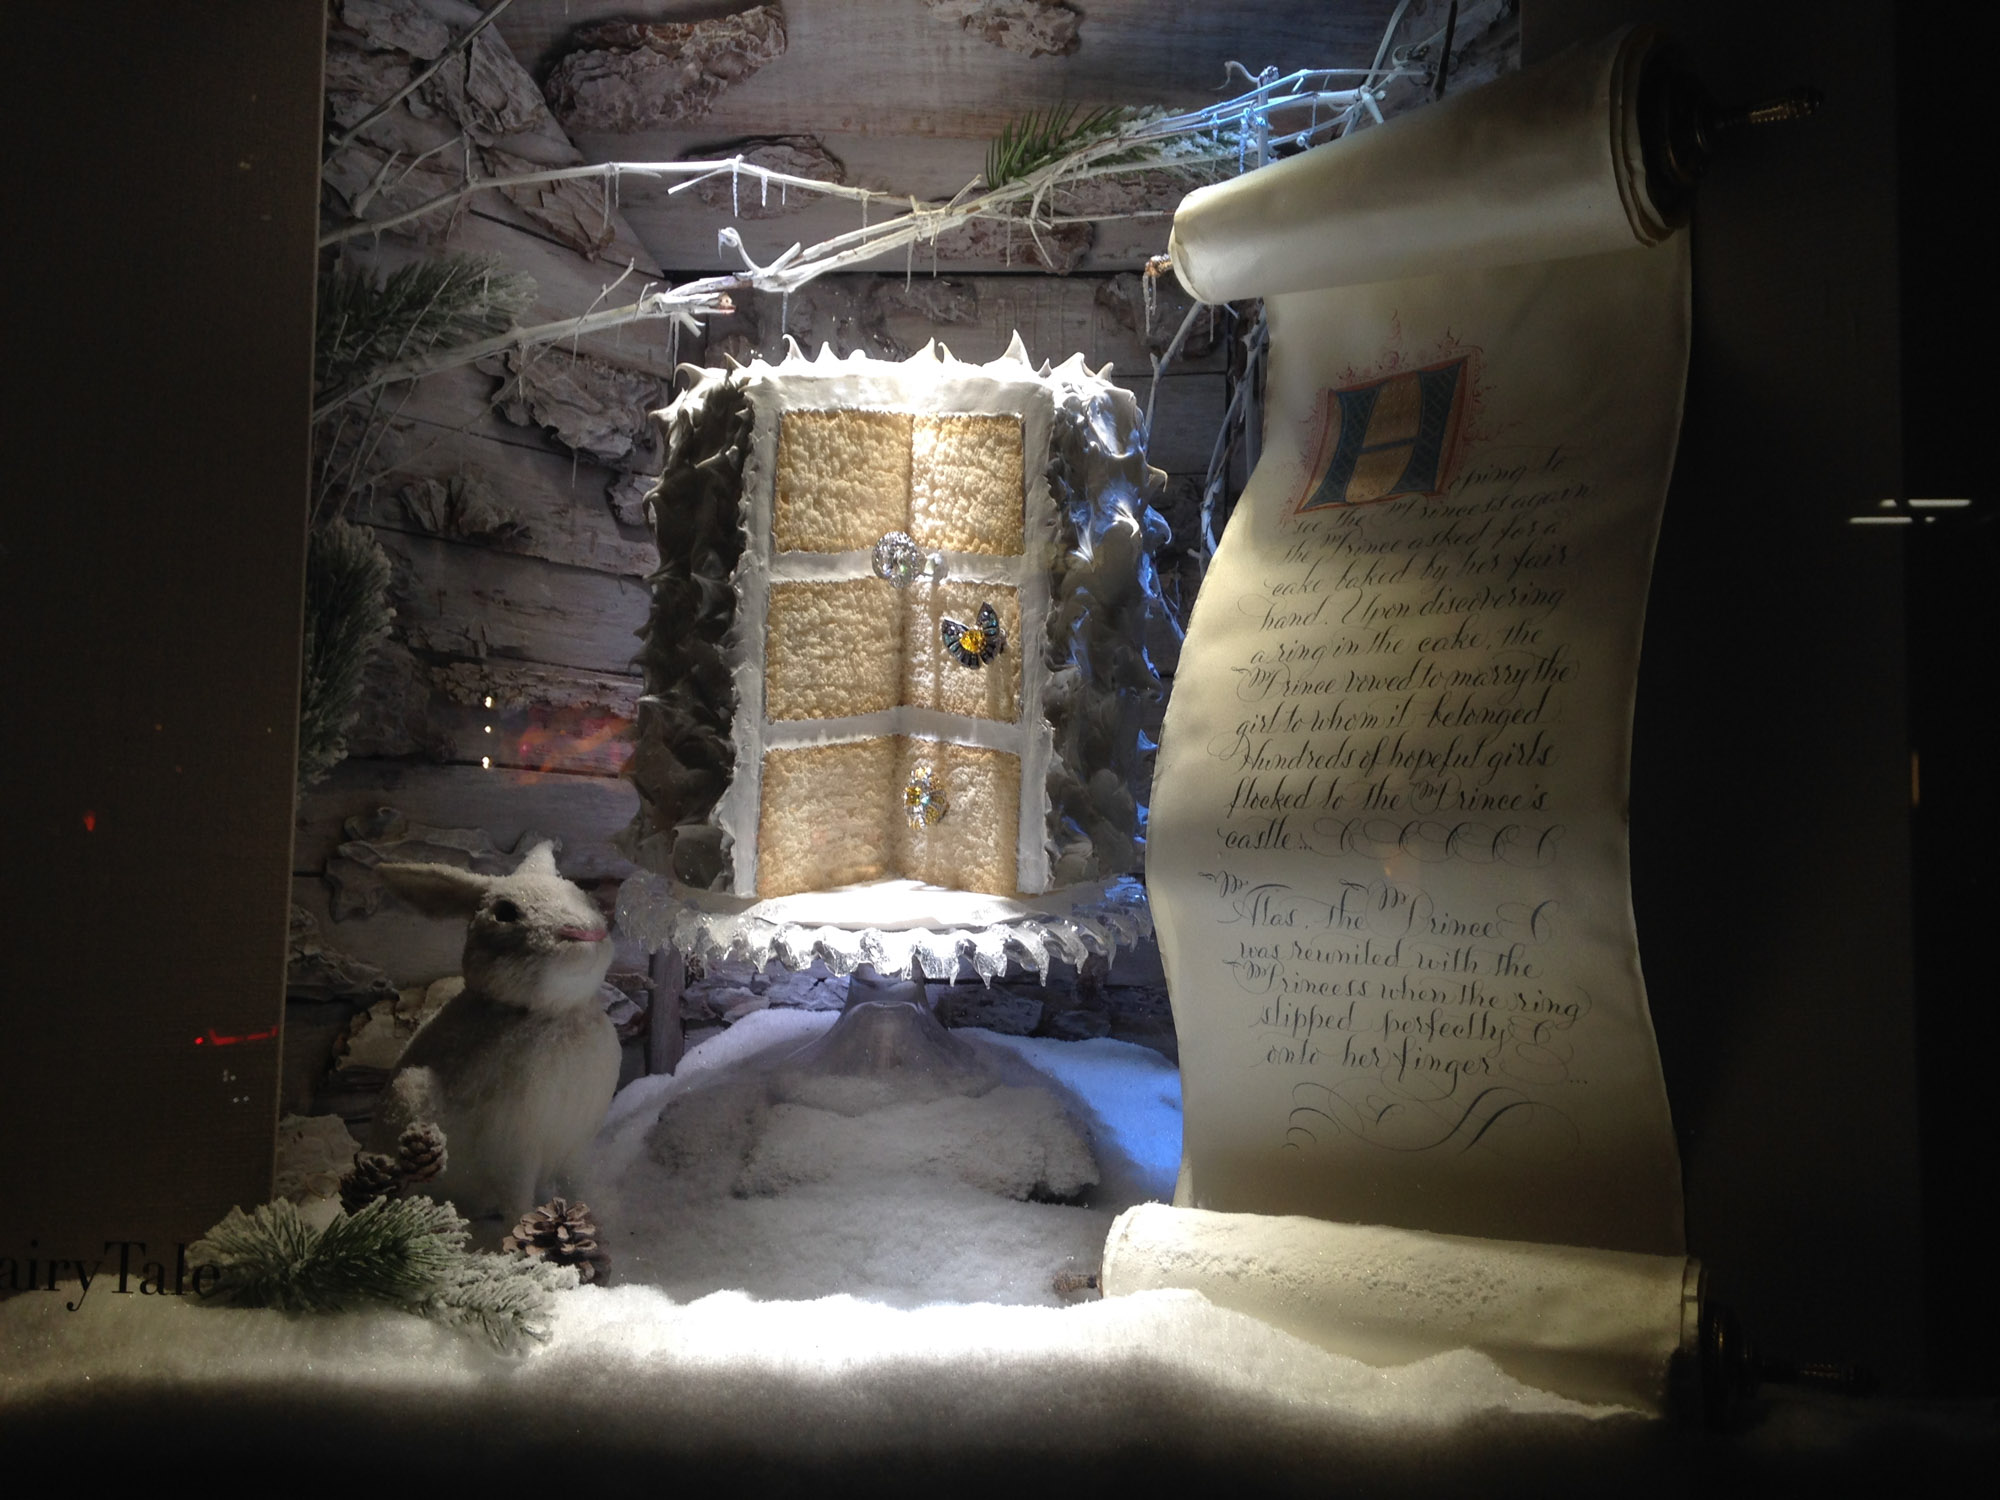 Hoping to
see the Princess again
the Prince asked for a
cake baked by her fair
hand. Upon discovering
a ring in the cake, the
Prince vowed to marry the
girl to whom it belonged.
Hundreds of hopeful girls
flocked to the Prince's
castle...
Alas, the Prince
was reunited with the
Princess when the ring
slipped perfectly
onto her finger...
airyTale